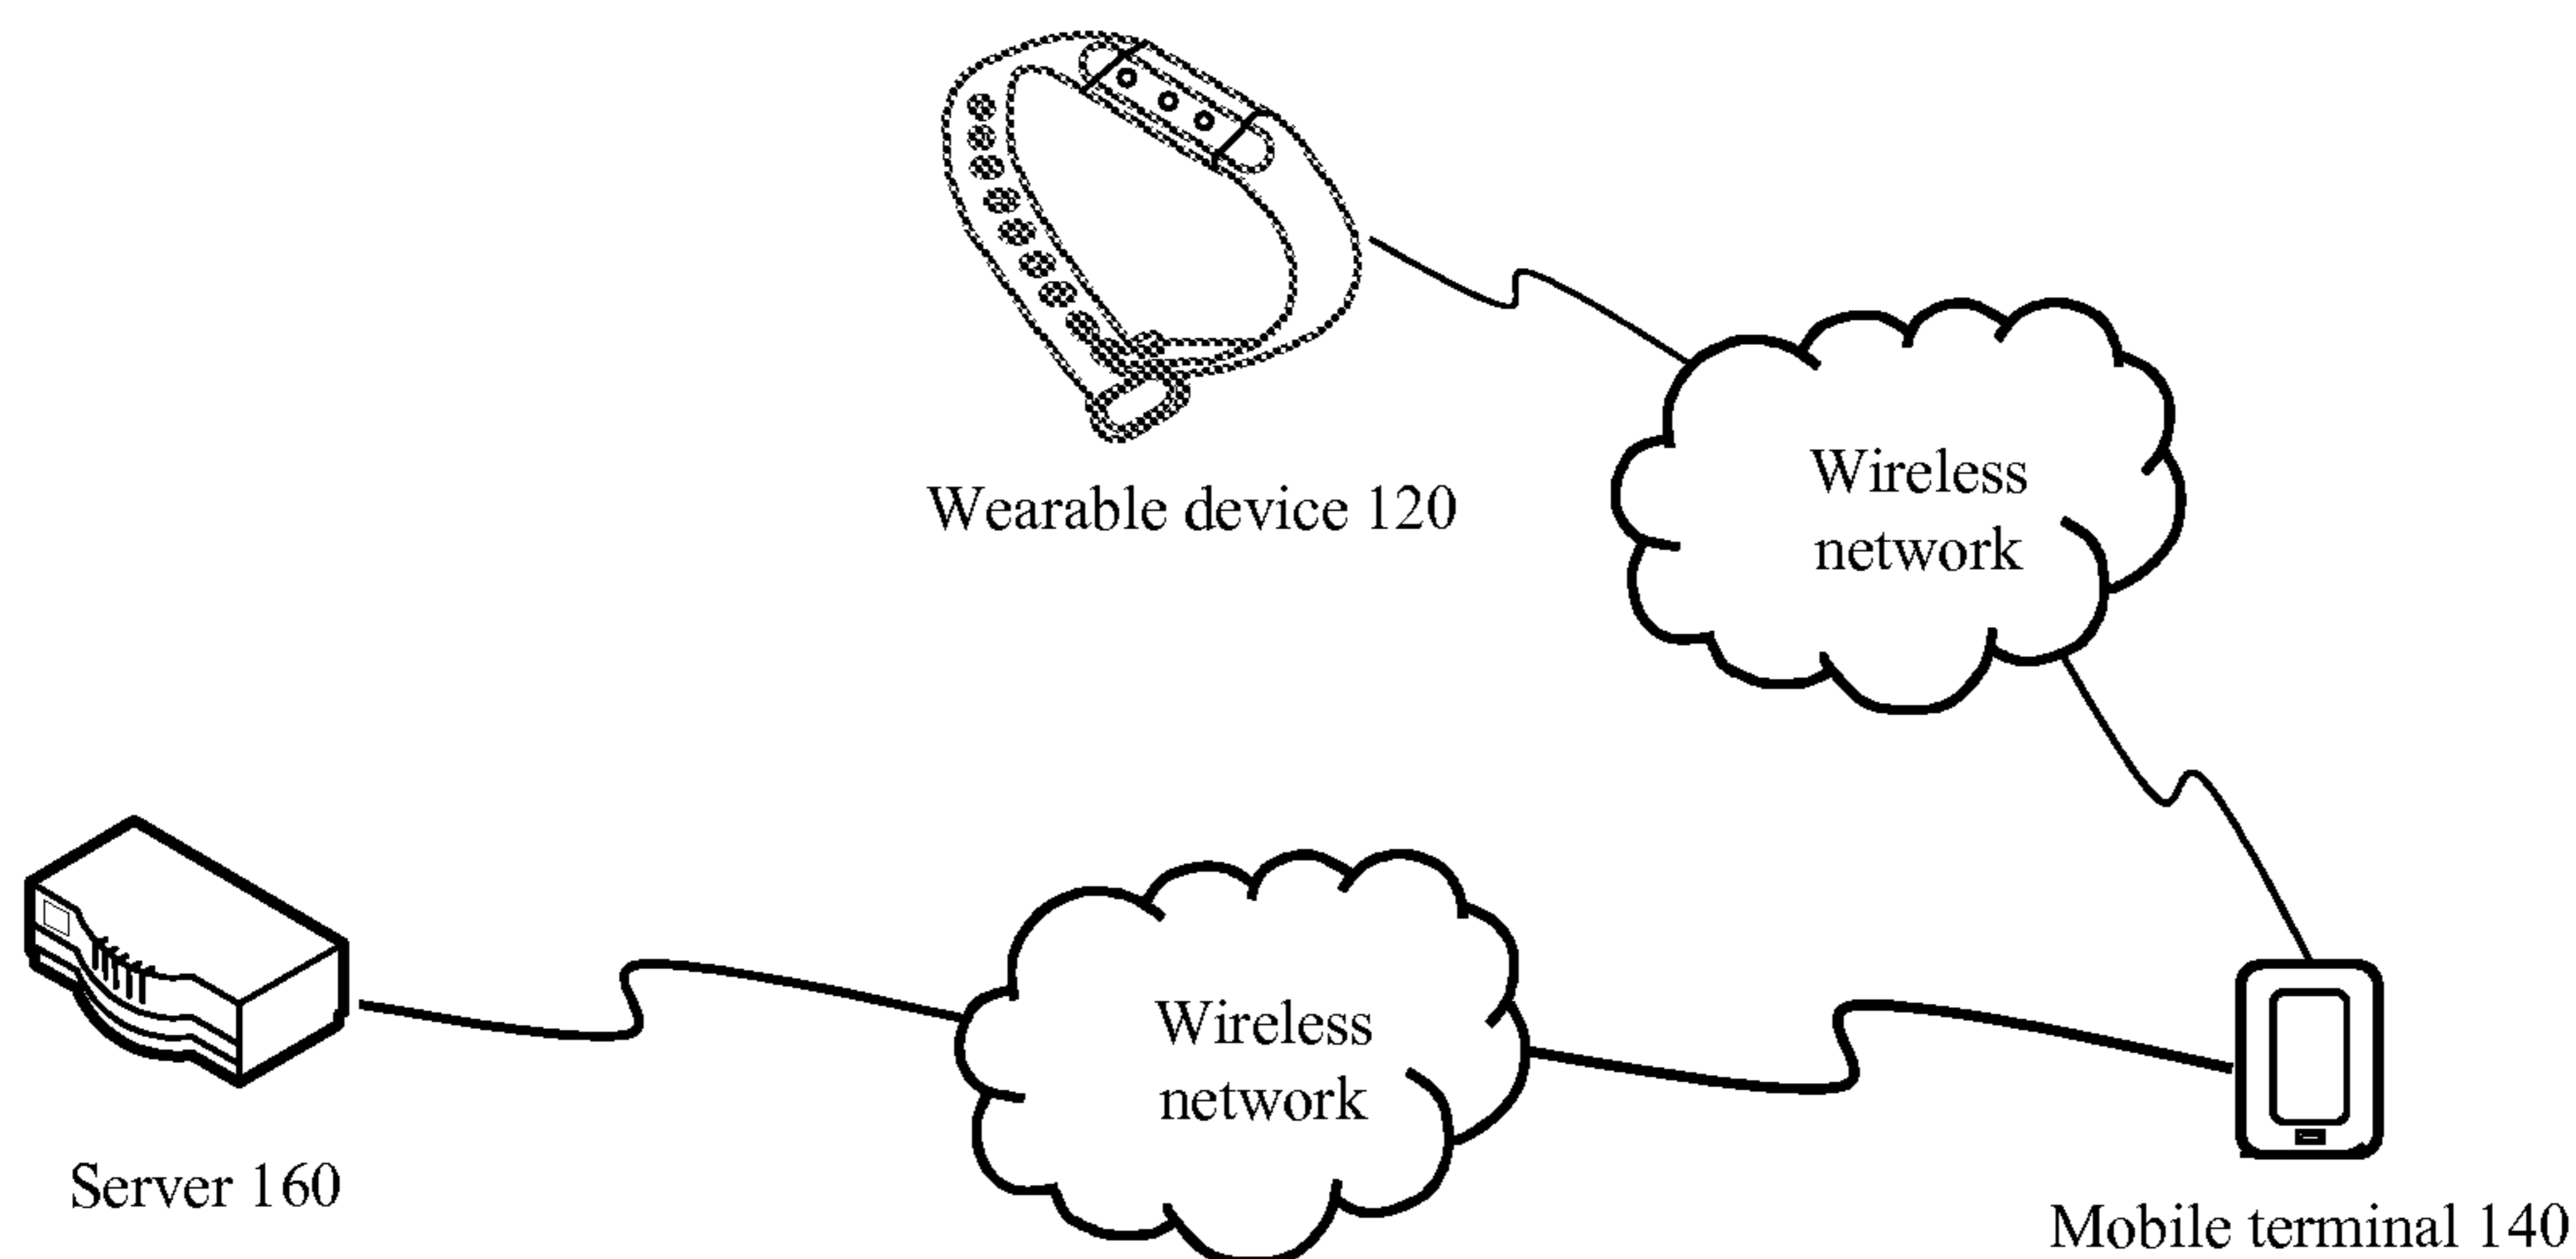 Wearable device 120
Wireless
network
Wireless
network
Server 160
Mobile terminal 140